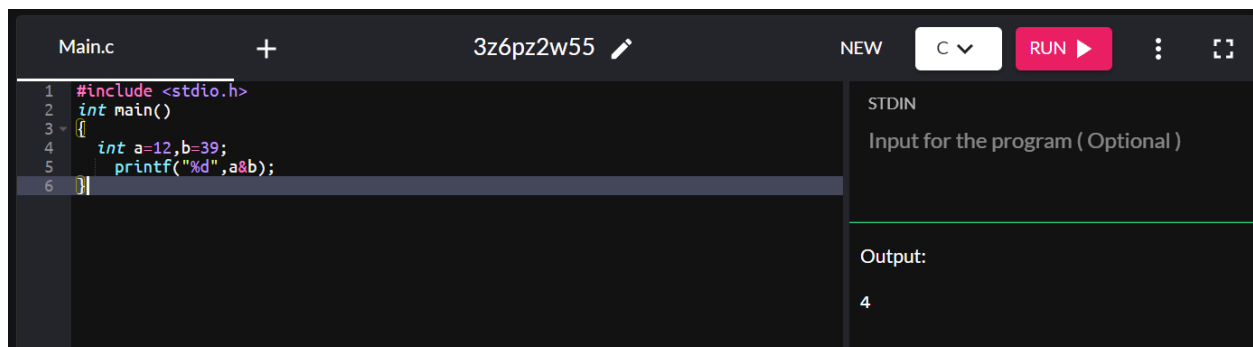 Main.c + 3z6pz2w55 NEW C RUN
1 #include <stdio.h>
2 int main()
3 {
4 int a=12,b=39;
5 printf("%d",a&b);
6 }
STDIN
Input for the program ( Optional )
Output:
4